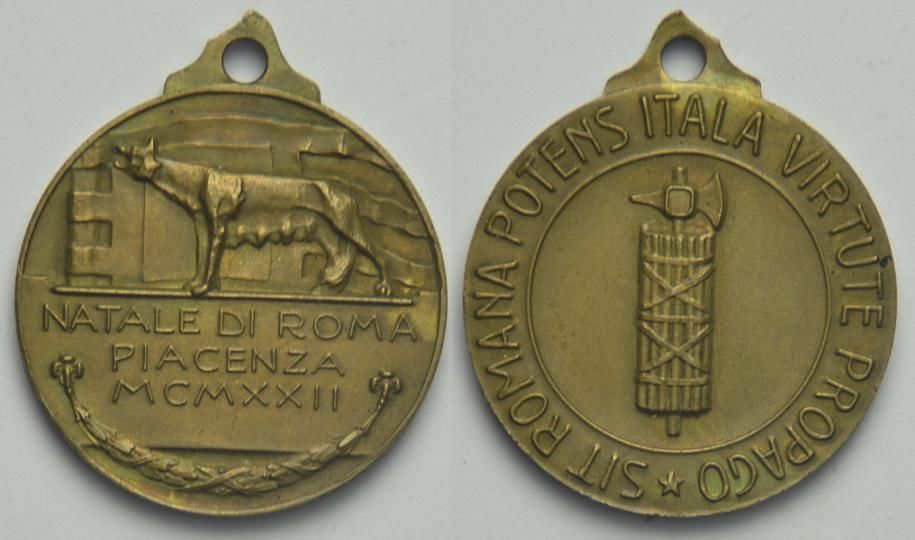 NATALE DI ROMA
PIACENZA
MCMXXII
SIT ROMANA POTENS ITALA VIRTUTE PROPAGO ★